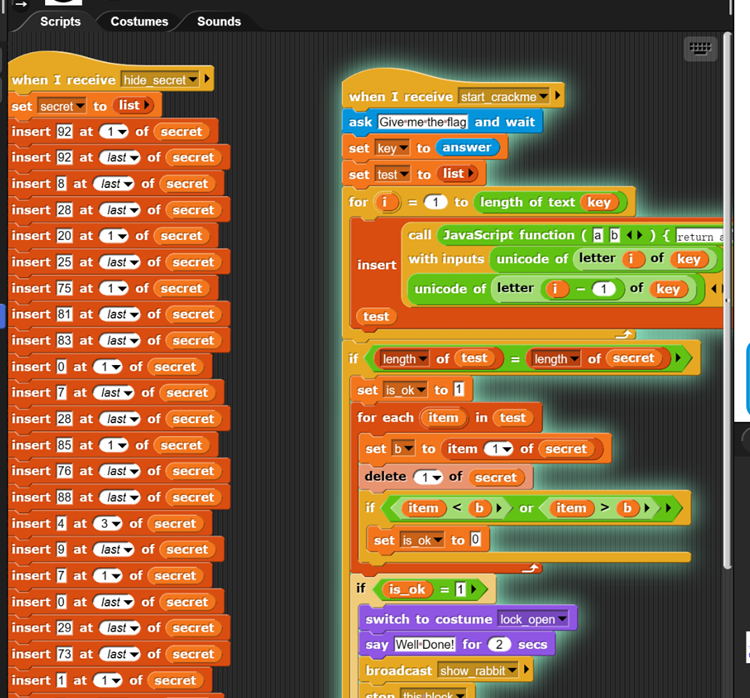 Scripts Costumes Sounds
when I receive hide_secret
set secret to list
insert 92 at 1 of secret
insert 92 at last of secret
insert 8 at last of secret
insert 28 at last of secret
insert 20 at 1 of secret
insert 25 at last of secret
insert 75 at 1 of secret
insert 81 at last of secret
insert 83 at last of secret
insert 0 at 1 of secret
insert 7 at last of secret
insert 28 at last of secret
insert 85 at 1 of secret
insert 76 at last of secret
insert 88 at last of secret
insert 4 at 3 of secret
insert 9 at last of secret
insert 7 at 1 of secret
insert 0 at last of secret
insert 29 at last of secret
insert 73 at last of secret
insert 1 at 1 of secret
when I receive start_crackme
ask Give·me·the·flag and wait
set key to answer
set test to list
for i = 1 to length of text key
call JavaScript function ( a b ) { return a
insert with inputs unicode of letter i of key
unicode of letter i - 1 of key
test
if length of test = length of secret
set is_ok to 1
for each item in test
set b to item 1 of secret
delete 1 of secret
if item < b or item > b
set is_ok to 0
if is_ok = 1
switch to costume lock_open
say Well·Done! for 2 secs
broadcast show_rabbit
stop this block